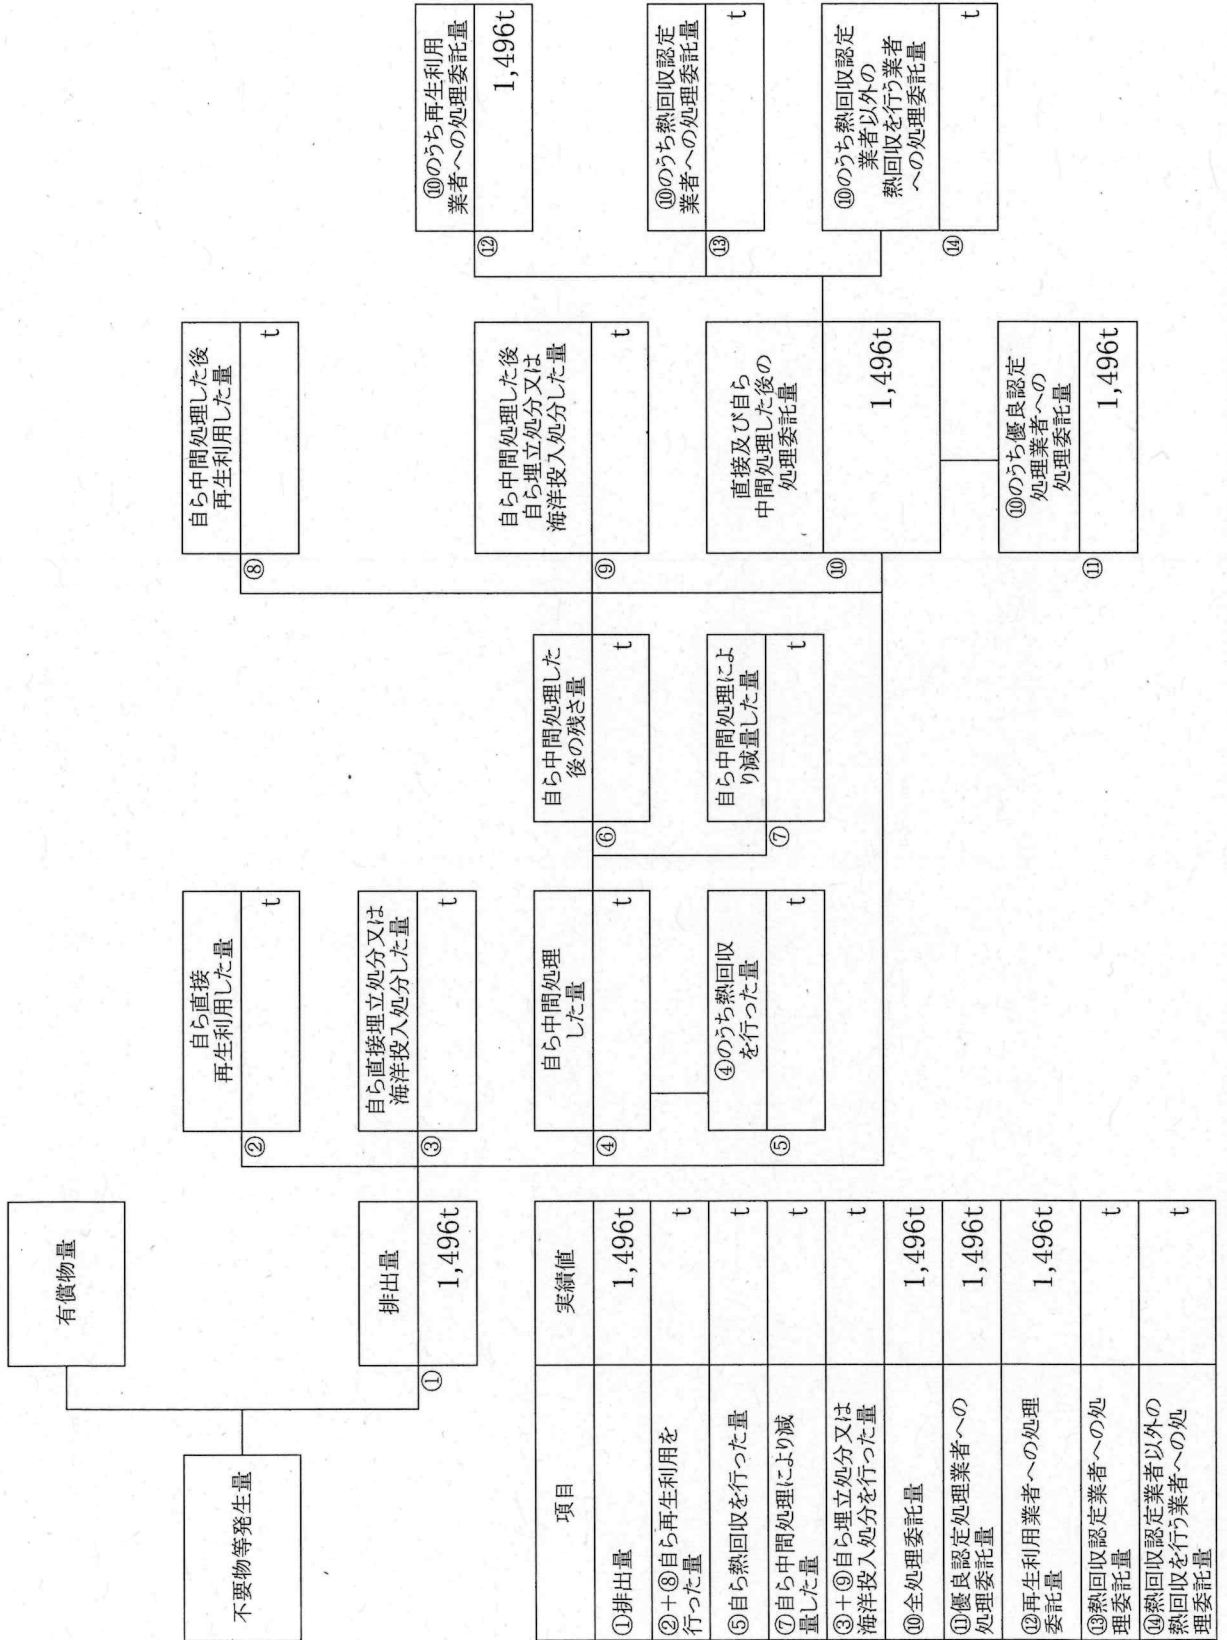 不要物等発生量
有償物量
①
排出量
1,496t
②
自ら直接
再生利用した量
t
③
自ら直接埋立処分又は
海洋投入処分した量
t
④
自ら中間処理
した量
t
⑤
④のうち熱回収
を行った量
t
⑥
自ら中間処理した
後の残さ量
t
⑦
自ら中間処理によ
り減量した量
t
⑧
自ら中間処理した後
再生利用した量
t
⑨
自ら中間処理した後
自ら埋立処分又は
海洋投入処分した量
t
⑩
直接及び自ら
中間処理した後の
処理委託量
1,496t
⑪
⑩のうち優良認定
処理業者への
処理委託量
1,496t
⑫
⑩のうち再生利用
業者への処理委託量
1,496t
⑬
⑩のうち熱回収認定
業者への処理委託量
t
⑭
⑩のうち熱回収認定
業者以外の
熱回収を行う業者
への処理委託量
t
項目 実績値
①排出量 1,496t
②+⑧自ら再生利用を
行った量 t
⑤自ら熱回収を行った量 t
⑦自ら中間処理により減
量した量 t
③+⑨自ら埋立処分又は
海洋投入処分を行った量 t
⑩全処理委託量 1,496t
⑪優良認定処理業者への
処理委託量 1,496t
⑫再生利用業者への処理
委託量 1,496t
⑬熱回収認定業者への処
理委託量 t
⑭熱回収認定業者以外の
熱回収を行う業者への処
理委託量 t